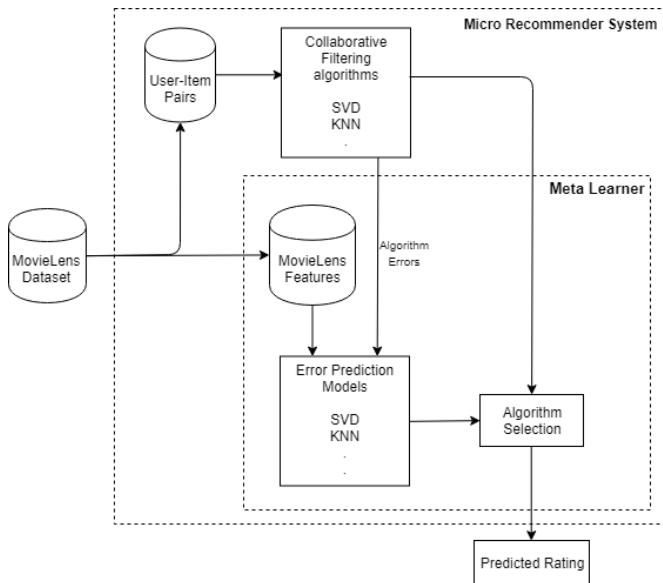 Micro Recommender System
User-Item
Pairs
Collaborative
Filtering
algorithms
SVD
KNN
.
Meta Learner
MovieLens
Dataset
MovieLens
Features
Algorithm
Errors
Error Prediction
Models
SVD
KNN
.
.
Algorithm
Selection
Predicted Rating